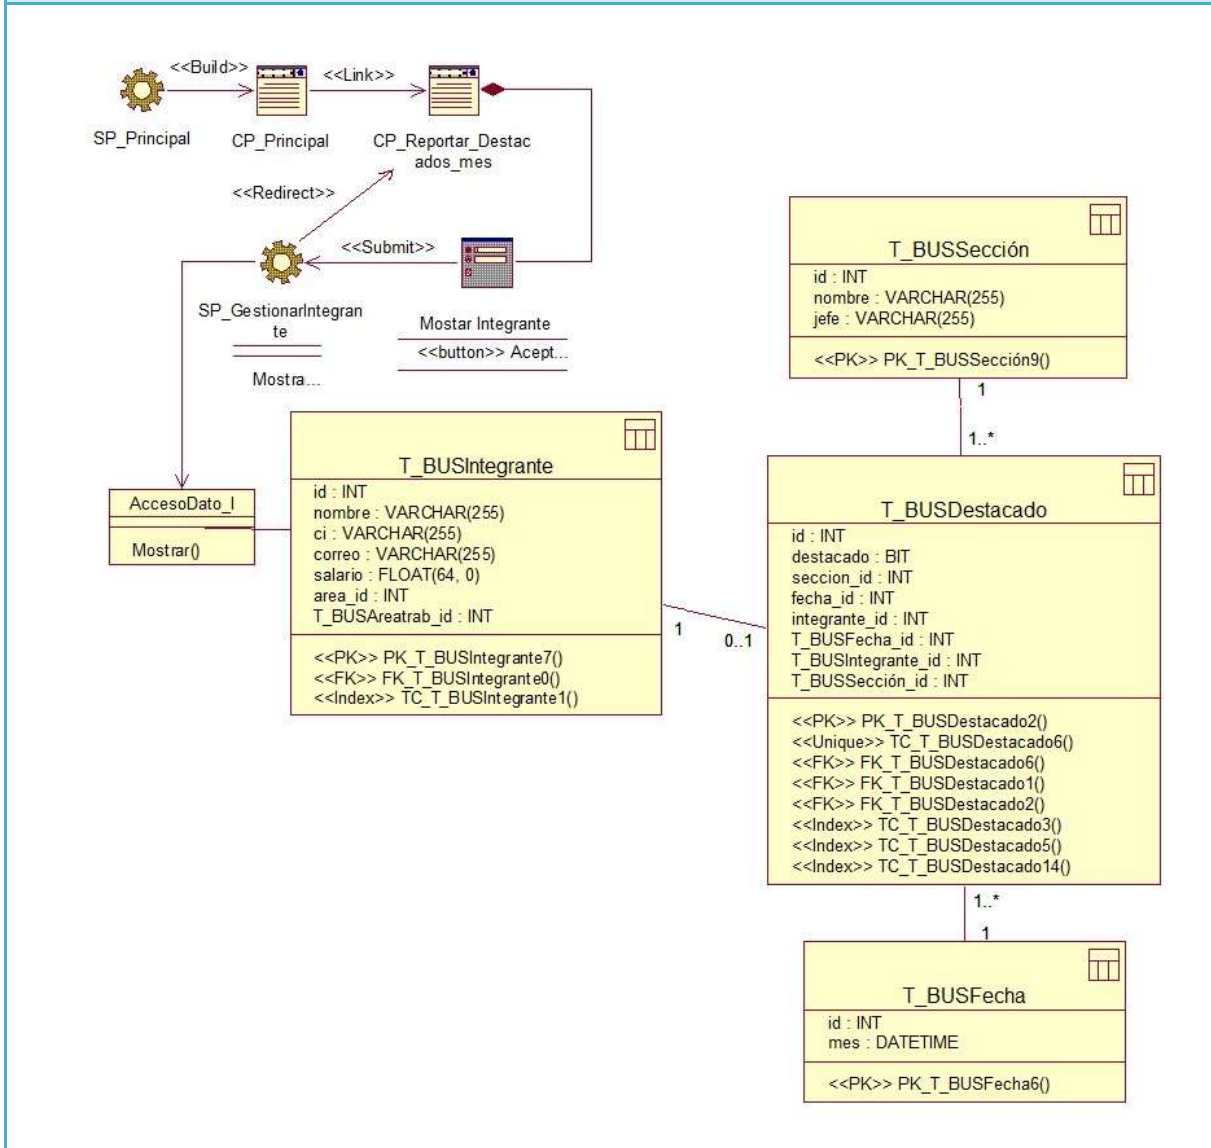 <<Build>>
<<Link>>
SP_Principal
CP_Principal
CP_Reportar_Destac
ados_mes
<<Redirect>>
<<Submit>>
SP_GestionarIntegran
te
Mostra...
Mostar Integrante
<<button>> Acept...
AccesoDato_I
Mostrar()
T_BUSIntegrante
id : INT
nombre : VARCHAR(255)
ci : VARCHAR(255)
correo : VARCHAR(255)
salario : FLOAT(64, 0)
area_id : INT
T_BUSAreatrab_id : INT
<<PK>> PK_T_BUSIntegrante7()
<<FK>> FK_T_BUSIntegrante0()
<<Index>> TC_T_BUSIntegrante1()
1
0..1
T_BUSSección
id : INT
nombre : VARCHAR(255)
jefe : VARCHAR(255)
<<PK>> PK_T_BUSSección9()
1
1..*
T_BUSDestacado
id : INT
destacado : BIT
seccion_id : INT
fecha_id : INT
integrante_id : INT
T_BUSFecha_id : INT
T_BUSIntegrante_id : INT
T_BUSSección_id : INT
<<PK>> PK_T_BUSDestacado2()
<<Unique>> TC_T_BUSDestacado6()
<<FK>> FK_T_BUSDestacado6()
<<FK>> FK_T_BUSDestacado1()
<<FK>> FK_T_BUSDestacado2()
<<Index>> TC_T_BUSDestacado3()
<<Index>> TC_T_BUSDestacado5()
<<Index>> TC_T_BUSDestacado14()
1..*
1
T_BUSFecha
id : INT
mes : DATETIME
<<PK>> PK_T_BUSFecha6()